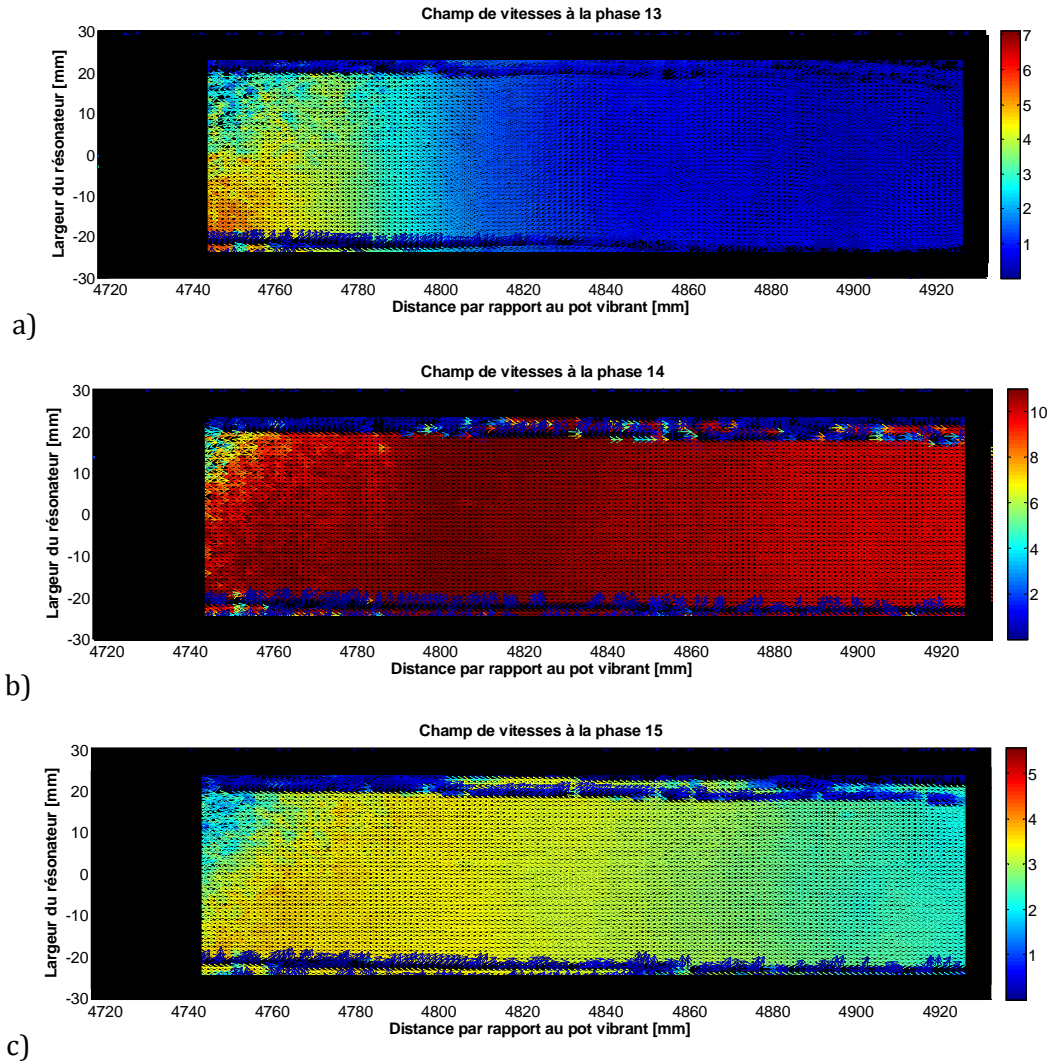 Champ de vitesses à la phase 13
30
20
10
0
-10
-20
-30
Largeur du résonateur [mm]
4720 4740 4760 4780 4800 4820 4840 4860 4880 4900 4920
Distance par rapport au pot vibrant [mm]
7
6
5
4
3
2
1
a)
Champ de vitesses à la phase 14
30
20
10
0
-10
-20
-30
Largeur du résonateur [mm]
4720 4740 4760 4780 4800 4820 4840 4860 4880 4900 4920
Distance par rapport au pot vibrant [mm]
10
8
6
4
2
b)
Champ de vitesses à la phase 15
30
20
10
0
-10
-20
-30
Largeur du résonateur [mm]
4720 4740 4760 4780 4800 4820 4840 4860 4880 4900 4920
Distance par rapport au pot vibrant [mm]
5
4
3
2
1
c)